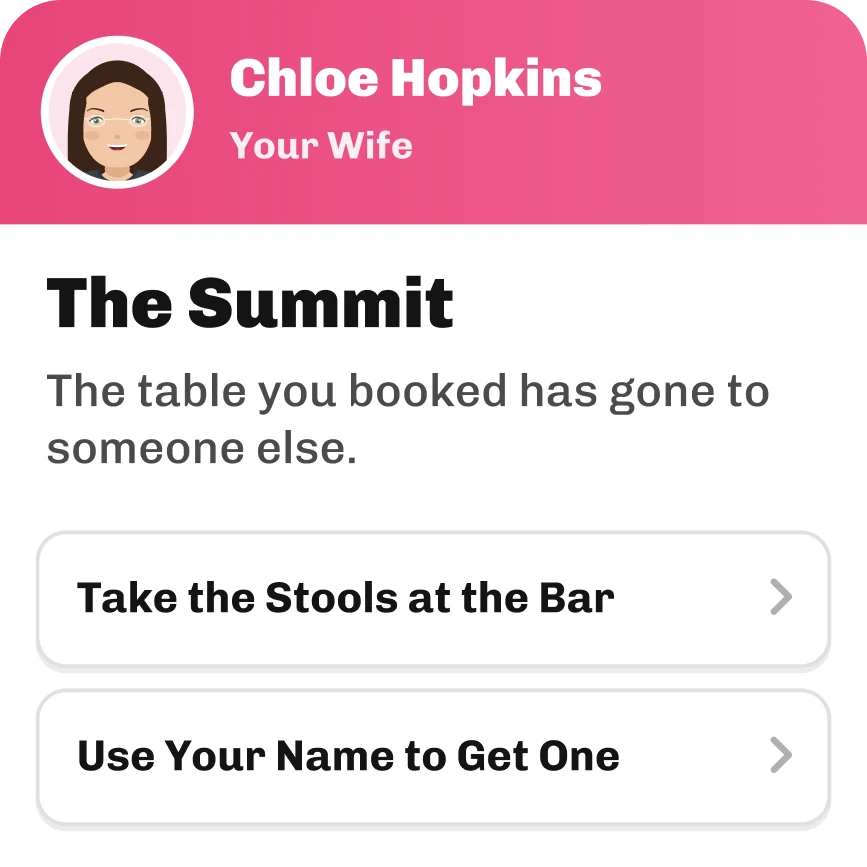 Chloe Hopkins
Your Wife
The Summit
The table you booked has gone to
someone else.
Take the Stools at the Bar
Use Your Name to Get One